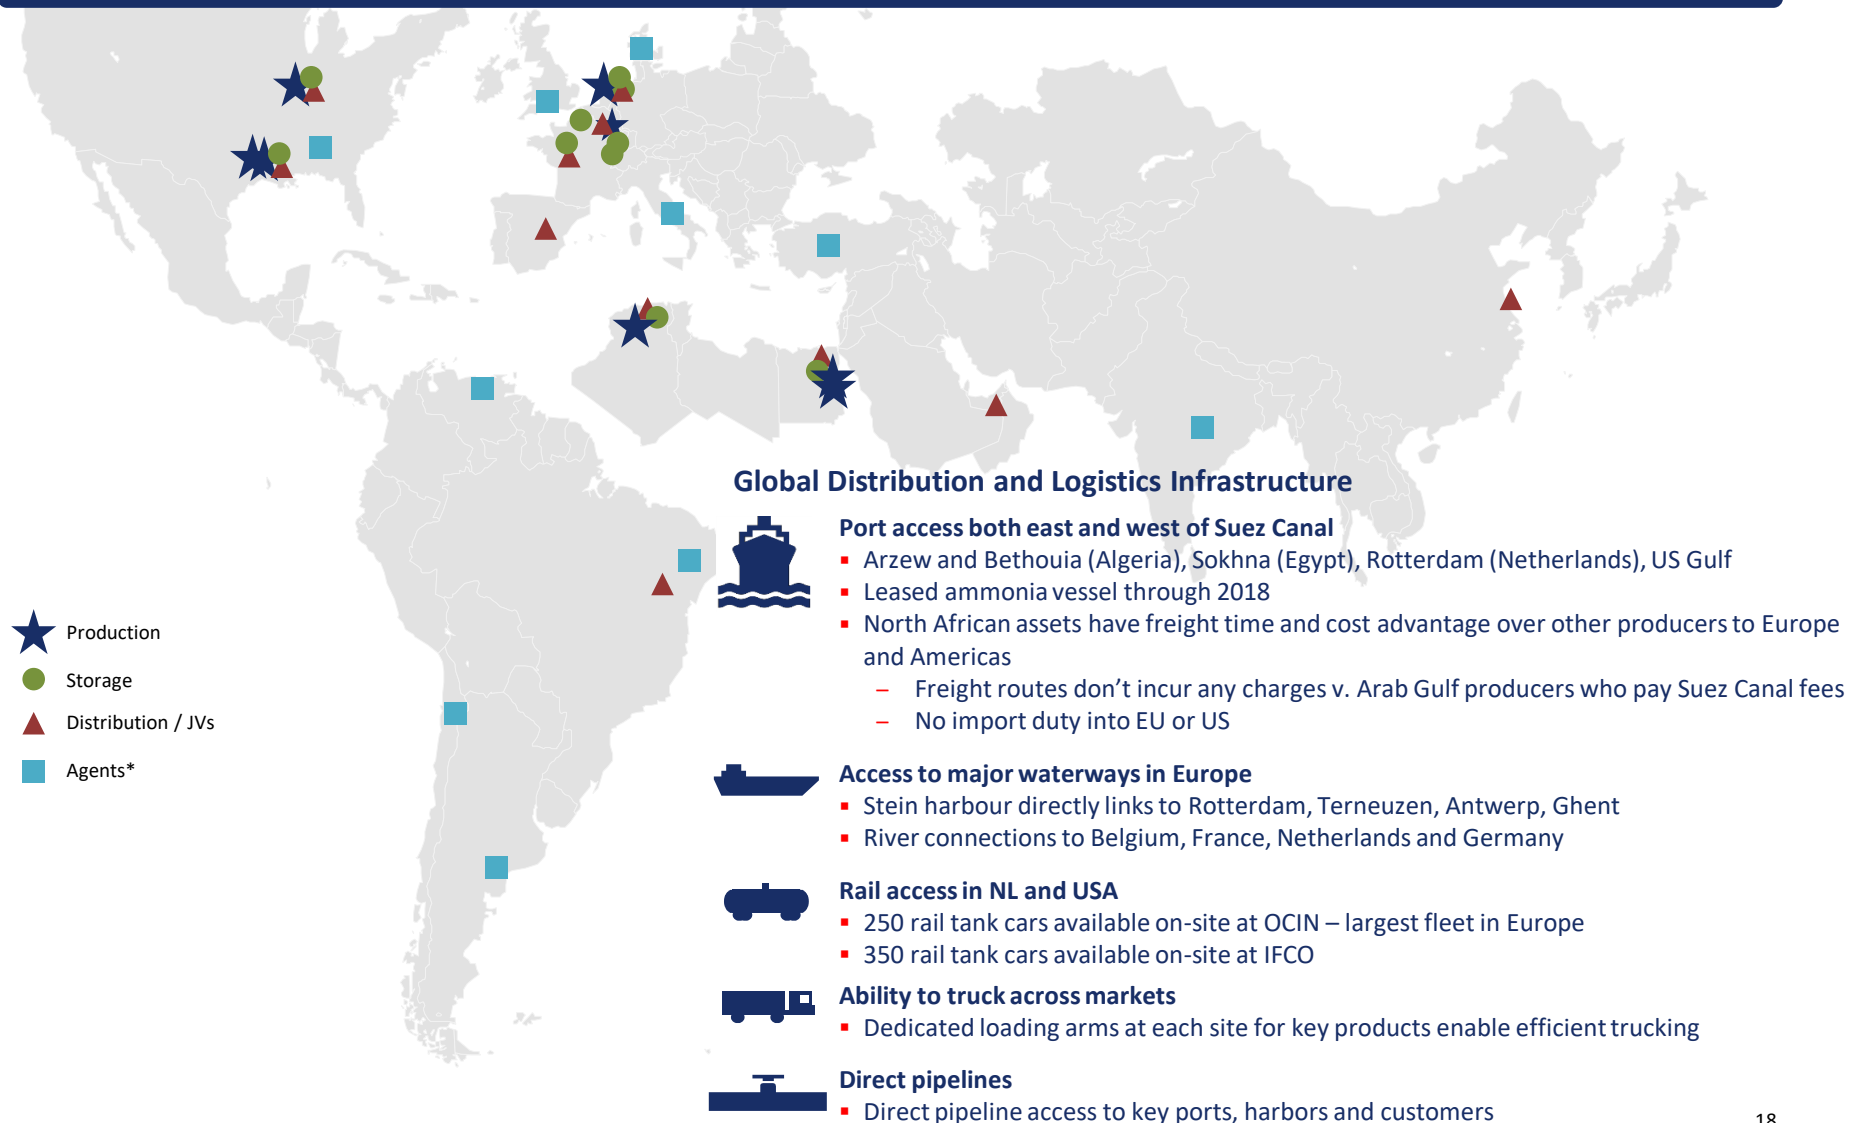 Global Distribution and Logistics Infrastructure
Port access both east and west of Suez Canal
▪ Arzew and Bethouia (Algeria), Sokhna (Egypt), Rotterdam (Netherlands), US Gulf
▪ Leased ammonia vessel through 2018
▪ North African assets have freight time and cost advantage over other producers to Europe
and Americas
– Freight routes don’t incur any charges v. Arab Gulf producers who pay Suez Canal fees
– No import duty into EU or US
Access to major waterways in Europe
▪ Stein harbour directly links to Rotterdam, Terneuzen, Antwerp, Ghent
▪ River connections to Belgium, France, Netherlands and Germany
Rail access in NL and USA
▪ 250 rail tank cars available on-site at OCIN – largest fleet in Europe
▪ 350 rail tank cars available on-site at IFCO
Ability to truck across markets
▪ Dedicated loading arms at each site for key products enable efficient trucking
Direct pipelines
▪ Direct pipeline access to key ports, harbors and customers
Production
Storage
Distribution / JVs
Agents*
18